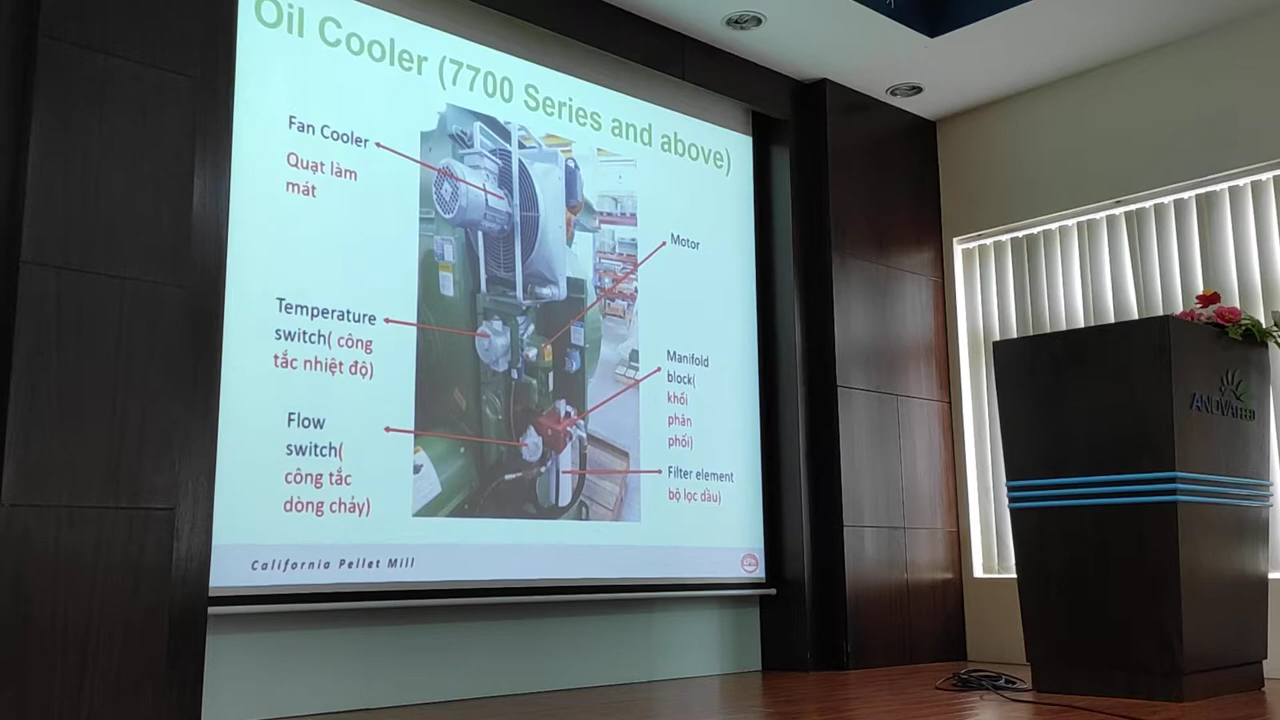 Oil Cooler (7700 Series and above)
Fan Cooler
Quạt làm
mát
Temperature
switch( công
tắc nhiệt độ)
Flow
switch(
công tắc
dòng chảy)
Motor
Manifold
block(
khối
phân
phối)
Filter element
bộ lọc dầu)
California Pellet Mill
ANOVAFEED